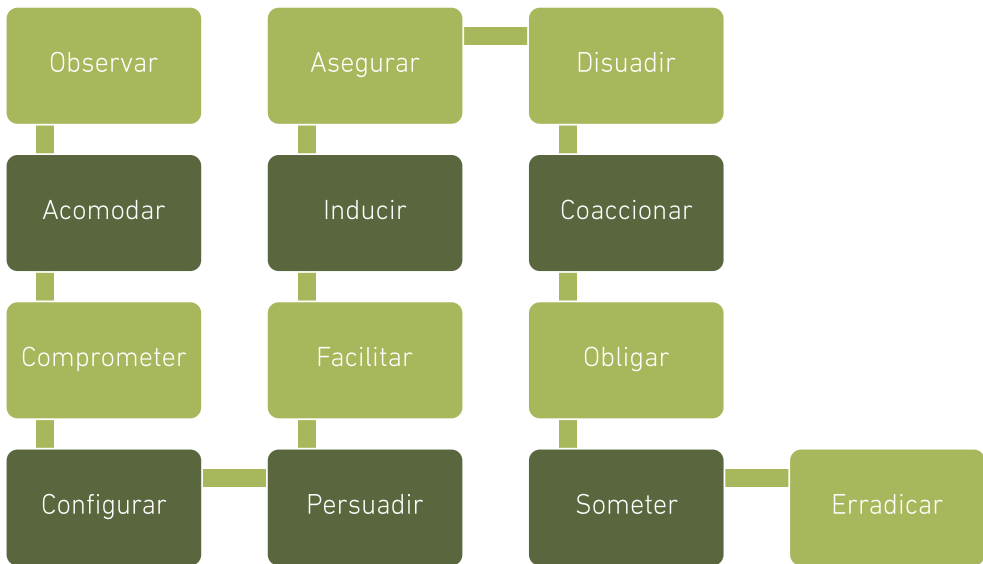 Observar
Acomodar
Comprometer
Configurar
Persuadir
Facilitar
Inducir
Asegurar
Disuadir
Coaccionar
Obligar
Someter
Erradicar